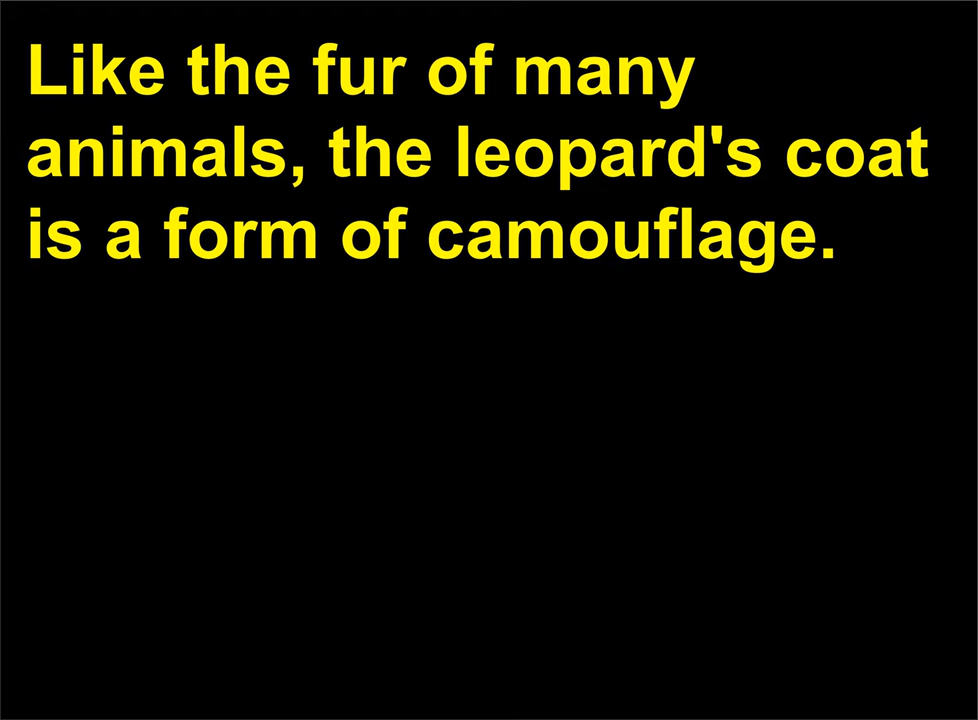 Like the fur of many
animals, the leopard's coat
is a form of camouflage.